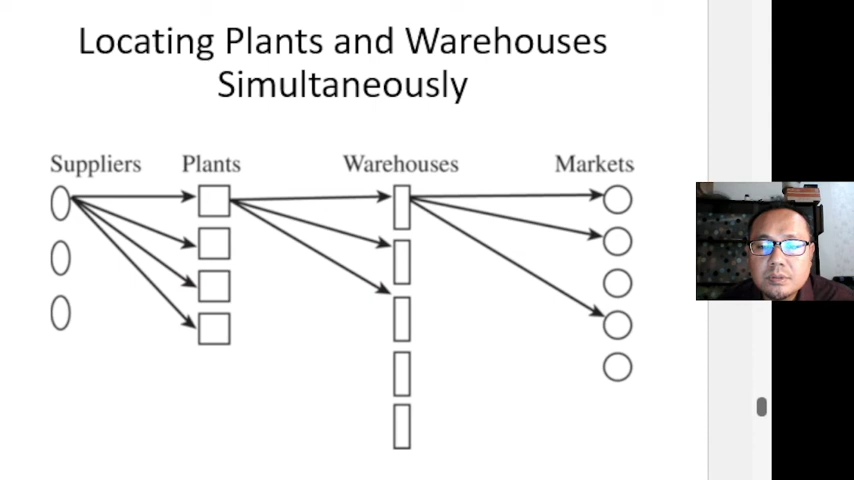 Locating Plants and Warehouses
Simultaneously
Suppliers Plants Warehouses Markets